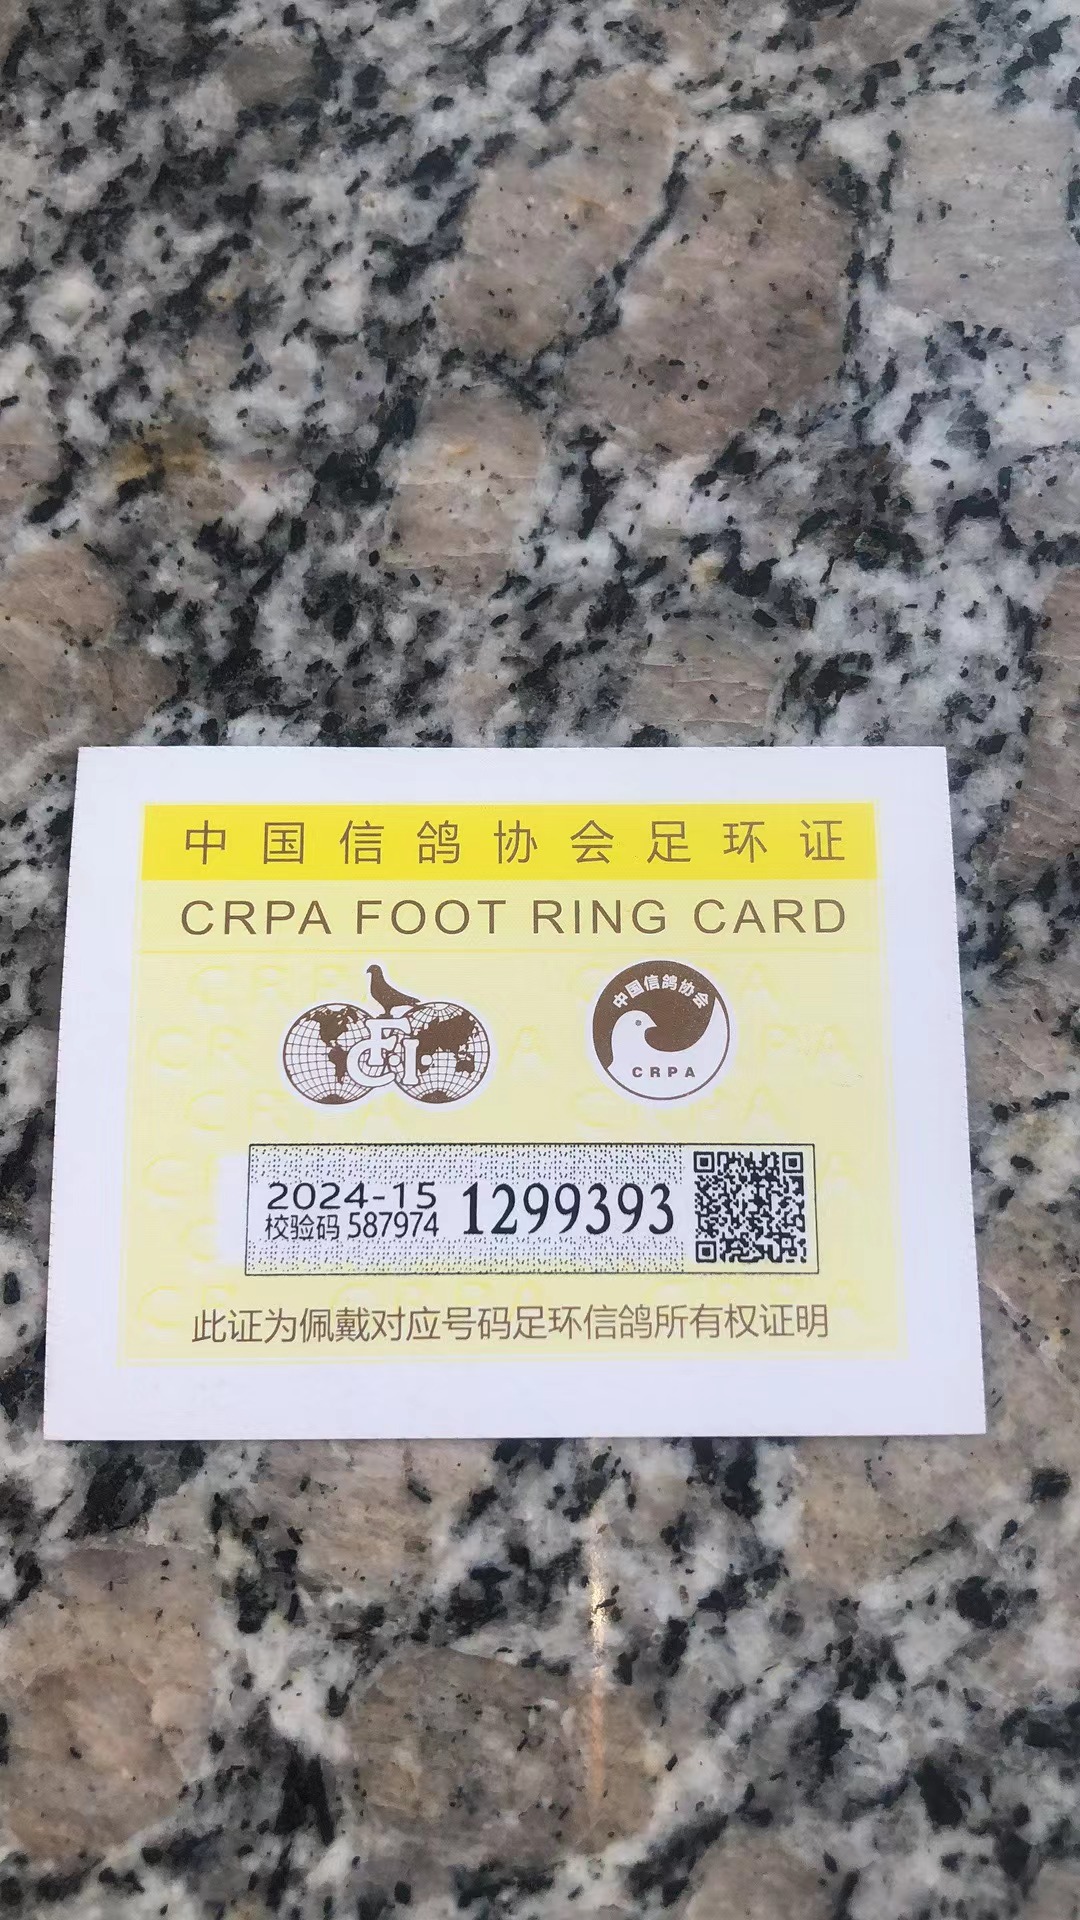 中国信鸽协会足环证
CRPA FOOT RING CARD
FCI
中国信鸽协会
CRPA
2024-15
校验码 587974
1299393
此证为佩戴对应号码足环信鸽所有权证明